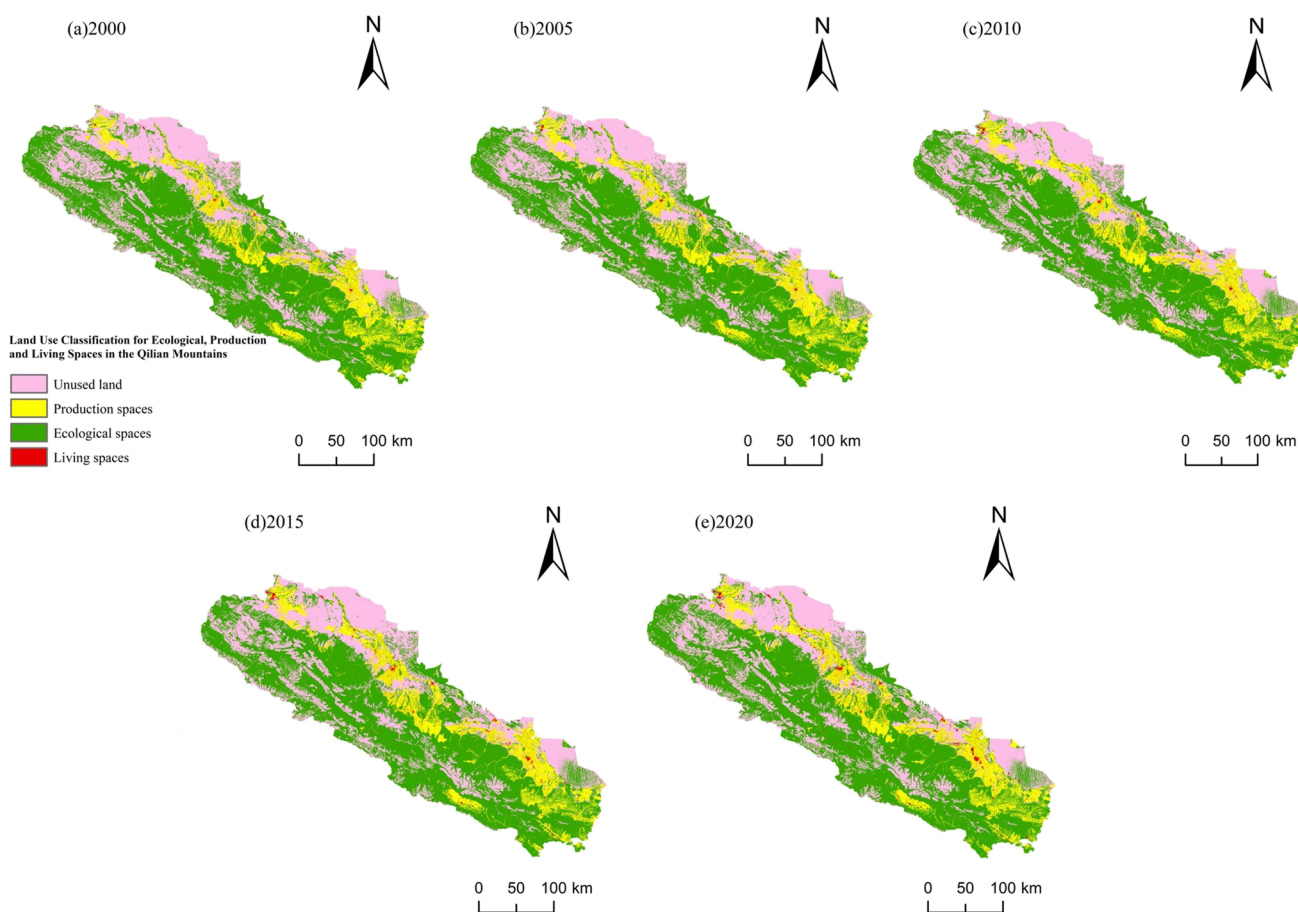 (a)2000
N
(b)2005
N
(c)2010
N
Land Use Classification for Ecological, Production
and Living Spaces in the Qilian Mountains
Unused land
Production spaces
Ecological spaces
Living spaces
0 50 100 km
0 50 100 km
0 50 100 km
(d)2015
N
(e)2020
N
0 50 100 km
0 50 100 km